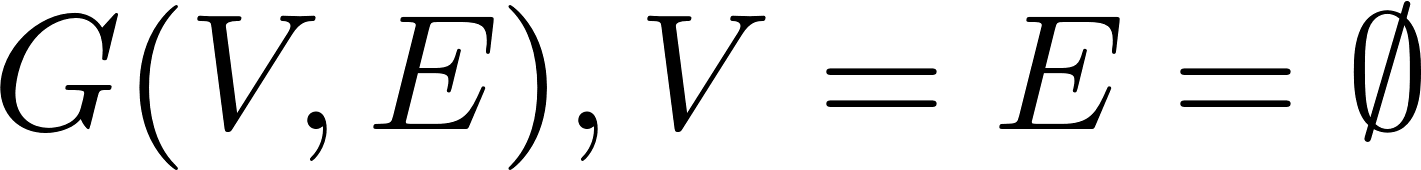 G(V, E), V = E = ∅